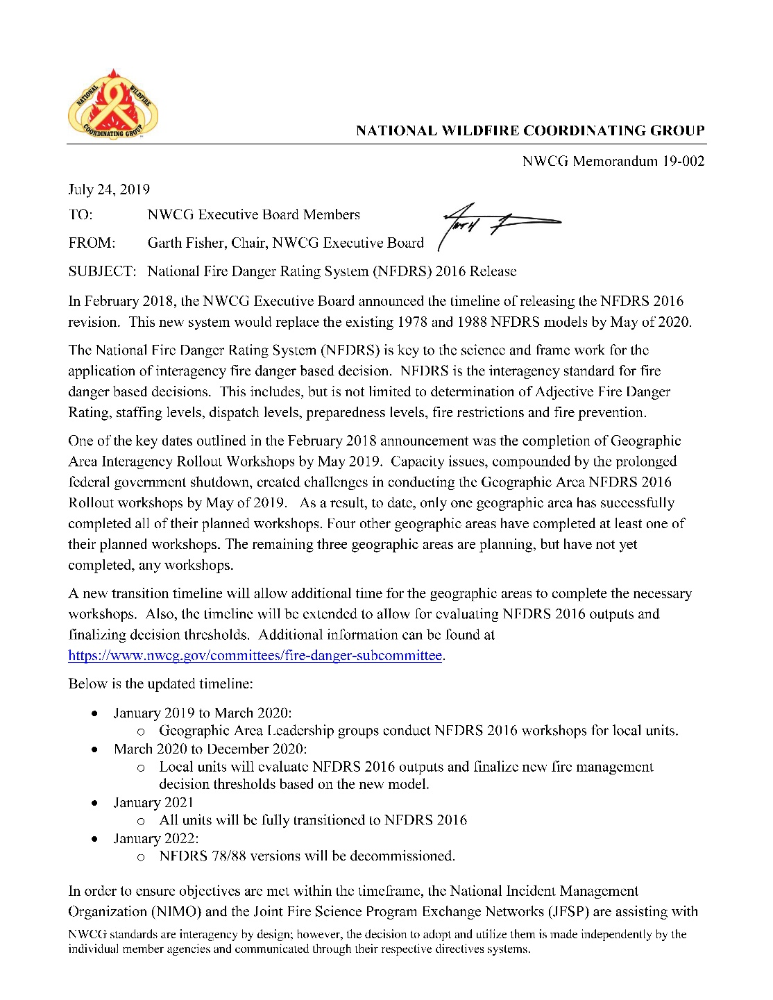 NATIONAL WILDFIRE
COORDINATING GROUP
NATIONAL WILDFIRE COORDINATING GROUP
NWCG Memorandum 19-002
July 24, 2019
TO: NWCG Executive Board Members
FROM: Garth Fisher, Chair, NWCG Executive Board
SUBJECT: National Fire Danger Rating System (NFDRS) 2016 Release
In February 2018, the NWCG Executive Board announced the timeline of releasing the NFDRS 2016
revision. This new system would replace the existing 1978 and 1988 NFDRS models by May of 2020.
The National Fire Danger Rating System (NFDRS) is key to the science and frame work for the
application of interagency fire danger based decision. NFDRS is the interagency standard for fire
danger based decisions. This includes, but is not limited to determination of Adjective Fire Danger
Rating, staffing levels, dispatch levels, preparedness levels, fire restrictions and fire prevention.
One of the key dates outlined in the February 2018 announcement was the completion of Geographic
Area Interagency Rollout Workshops by May 2019. Capacity issues, compounded by the prolonged
federal government shutdown, created challenges in conducting the Geographic Area NFDRS 2016
Rollout workshops by May of 2019. As a result, to date, only one geographic area has successfully
completed all of their planned workshops. Four other geographic areas have completed at least one of
their planned workshops. The remaining three geographic areas are planning, but have not yet
completed, any workshops.
A new transition timeline will allow additional time for the geographic areas to complete the necessary
workshops. Also, the timeline will be extended to allow for evaluating NFDRS 2016 outputs and
finalizing decision thresholds. Additional information can be found at
https://www.nwcg.gov/committees/fire-danger-subcommittee.
Below is the updated timeline:
• January 2019 to March 2020:
o Geographic Area Leadership groups conduct NFDRS 2016 workshops for local units.
• March 2020 to December 2020:
o Local units will evaluate NFDRS 2016 outputs and finalize new fire management
decision thresholds based on the new model.
• January 2021
o All units will be fully transitioned to NFDRS 2016
• January 2022:
o NFDRS 78/88 versions will be decommissioned.
In order to ensure objectives are met within the timeframe, the National Incident Management
Organization (NIMO) and the Joint Fire Science Program Exchange Networks (JFSP) are assisting with
NWCG standards are interagency by design; however, the decision to adopt and utilize them is made independently by the
individual member agencies and communicated through their respective directives systems.